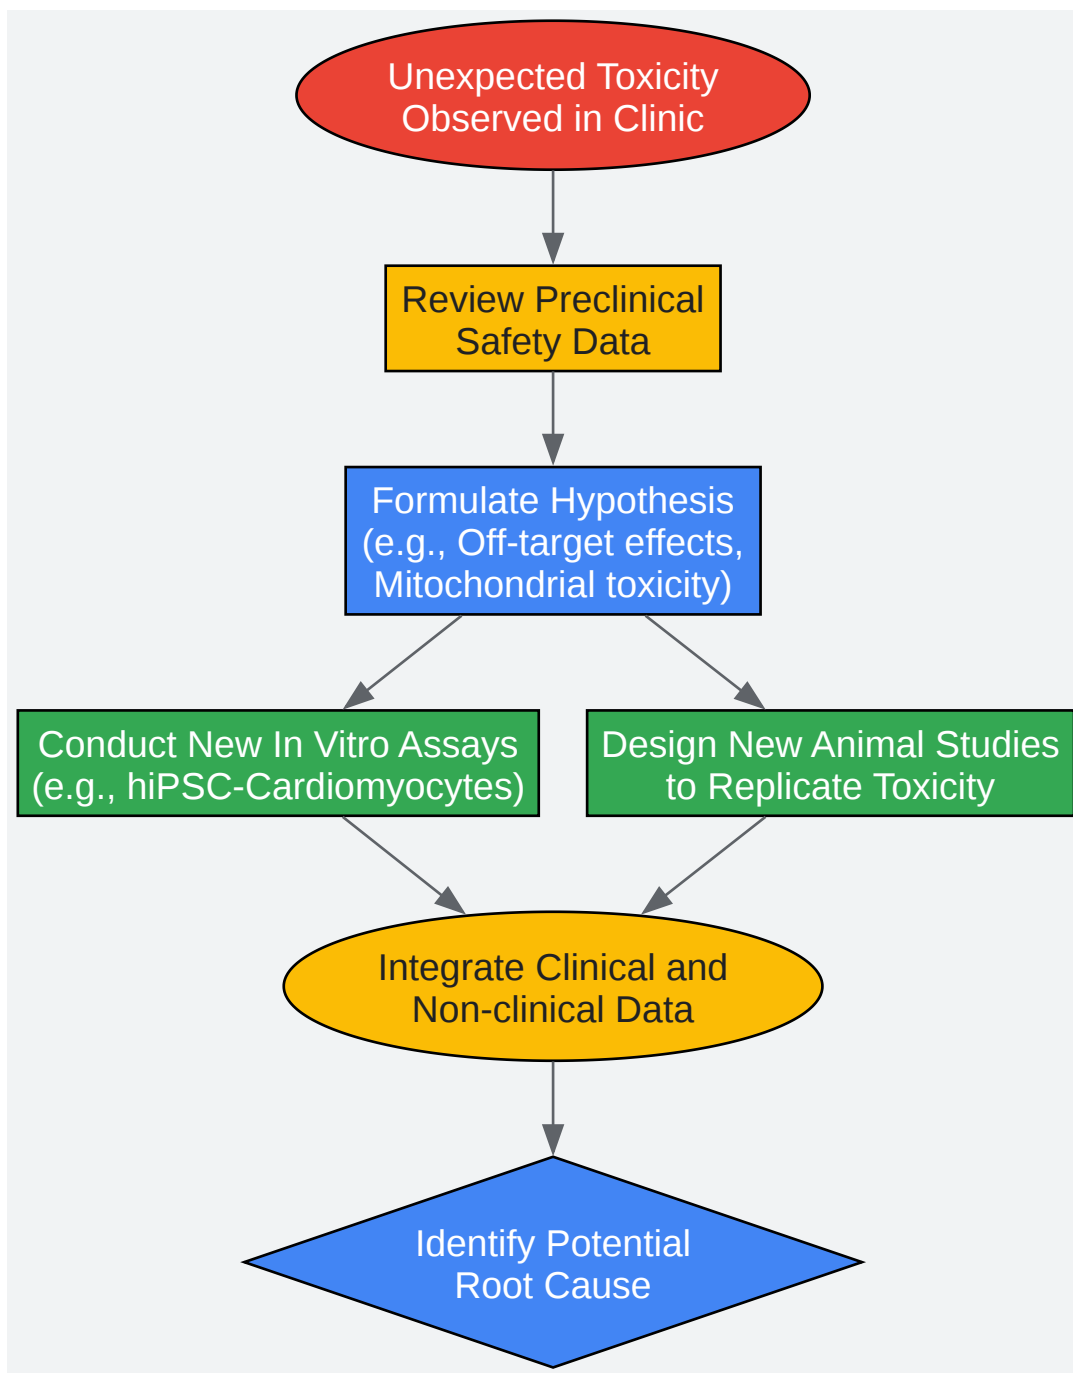 Unexpected Toxicity
Observed in Clinic
Review Preclinical
Safety Data
Formulate Hypothesis
(e.g., Off-target effects,
Mitochondrial toxicity)
Conduct New In Vitro Assays
(e.g., hiPSC-Cardiomyocytes)
Design New Animal Studies
to Replicate Toxicity
Integrate Clinical and
Non-clinical Data
Identify Potential
Root Cause